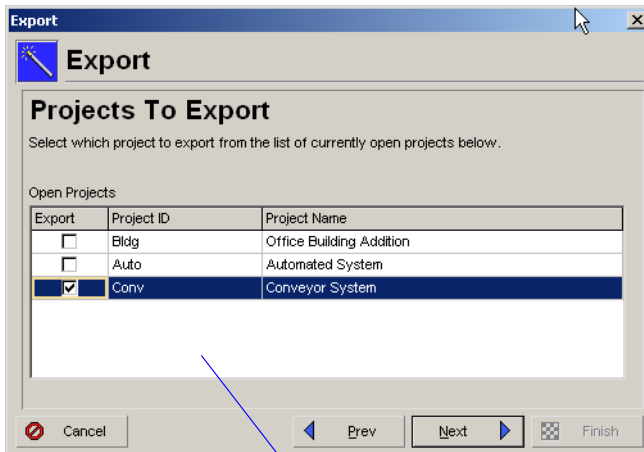 Export
Export
Projects To Export
Select which project to export from the list of currently open projects below.
Open Projects
Export Project ID Project Name
Bldg Office Building Addition
Auto Automated System
Conv Conveyor System
Cancel Prev Next Finish